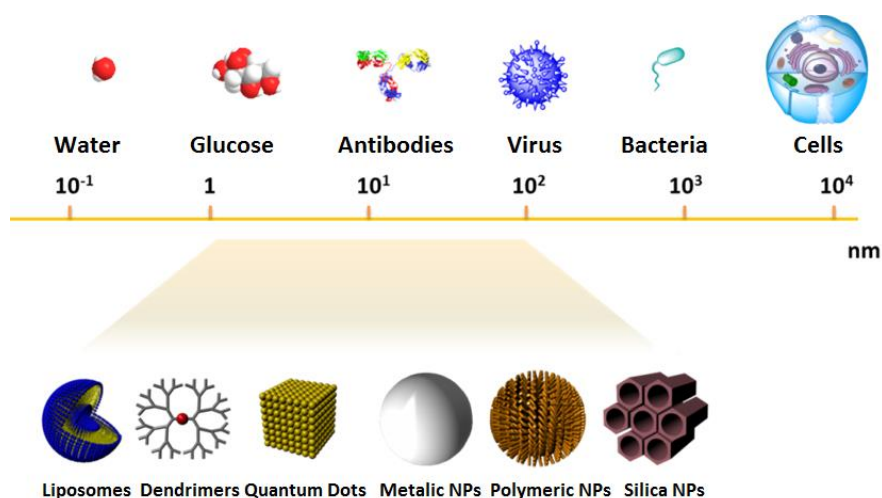 Water Glucose Antibodies Virus Bacteria Cells
10⁻¹ 1 10¹ 10² 10³ 10⁴
nm
Liposomes Dendrimers Quantum Dots Metalic NPs Polymeric NPs Silica NPs